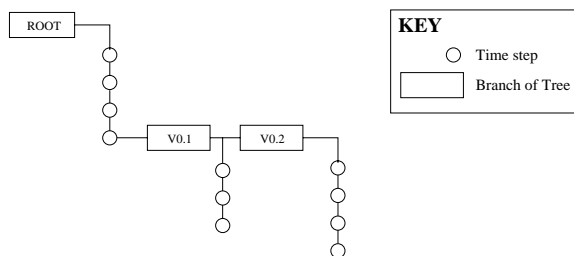 ROOT
KEY
Time step
Branch of Tree
V0.1
V0.2